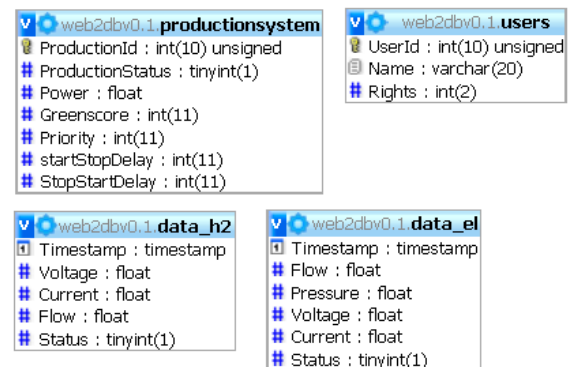 web2dbv0.1.productionsystem
ProductionId : int(10) unsigned
ProductionStatus : tinyint(1)
Power : float
Greenscore : int(11)
Priority : int(11)
startStopDelay : int(11)
StopStartDelay : int(11)
web2dbv0.1.users
UserId : int(10) unsigned
Name : varchar(20)
Rights : int(2)
web2dbv0.1.data_h2
Timestamp : timestamp
Voltage : float
Current : float
Flow : float
Status : tinyint(1)
web2dbv0.1.data_el
Timestamp : timestamp
Flow : float
Pressure : float
Voltage : float
Current : float
Status : tinyint(1)